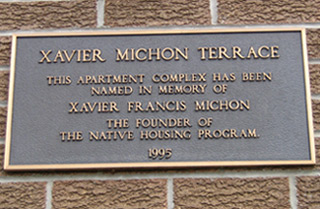 XAVIER MICHON TERRACE
THIS APARTMENT COMPLEX HAS BEEN
NAMED IN MEMORY OF
XAVIER FRANCIS MICHON
THE FOUNDER OF
THE NATIVE HOUSING PROGRAM.
1995